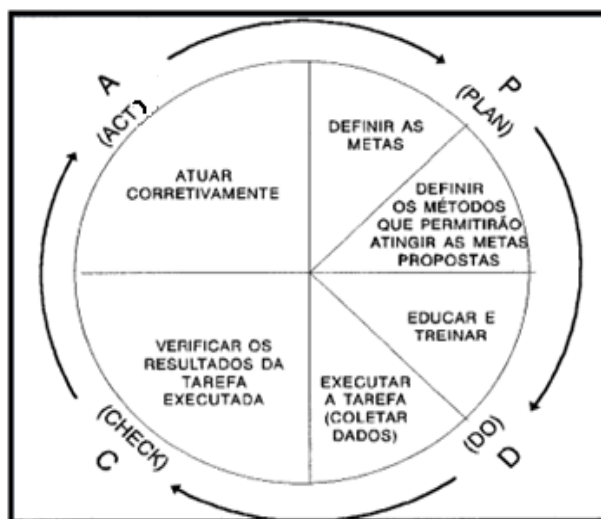 A
(ACT)
P
(PLAN)
DEFINIR AS
METAS
ATUAR
CORRETIVAMENTE
DEFINIR
OS MÉTODOS
QUE PERMITIRÃO
ATINGIR AS METAS
PROPOSTAS
EDUCAR E
TREINAR
VERIFICAR OS
RESULTADOS DA
TAREFA
EXECUTADA
EXECUTAR
A TAREFA
(COLETAR
DADOS)
(CHECK)
C
(DO)
D